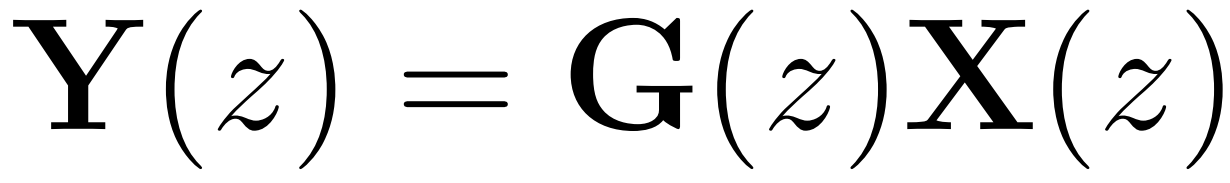 𝐘(z) = 𝐆(z)𝐗(z)